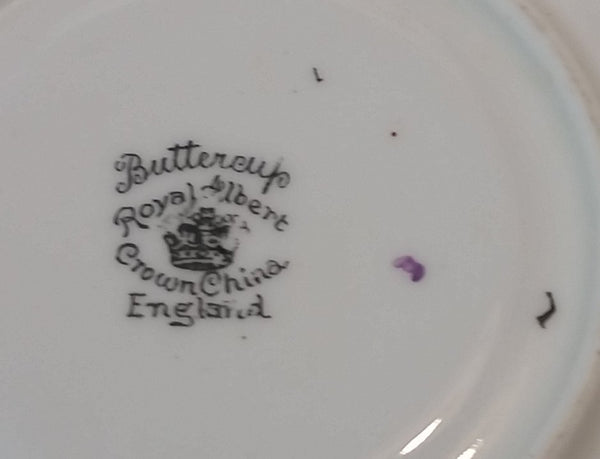 Buttercup
Royal Albert
Crown China
England